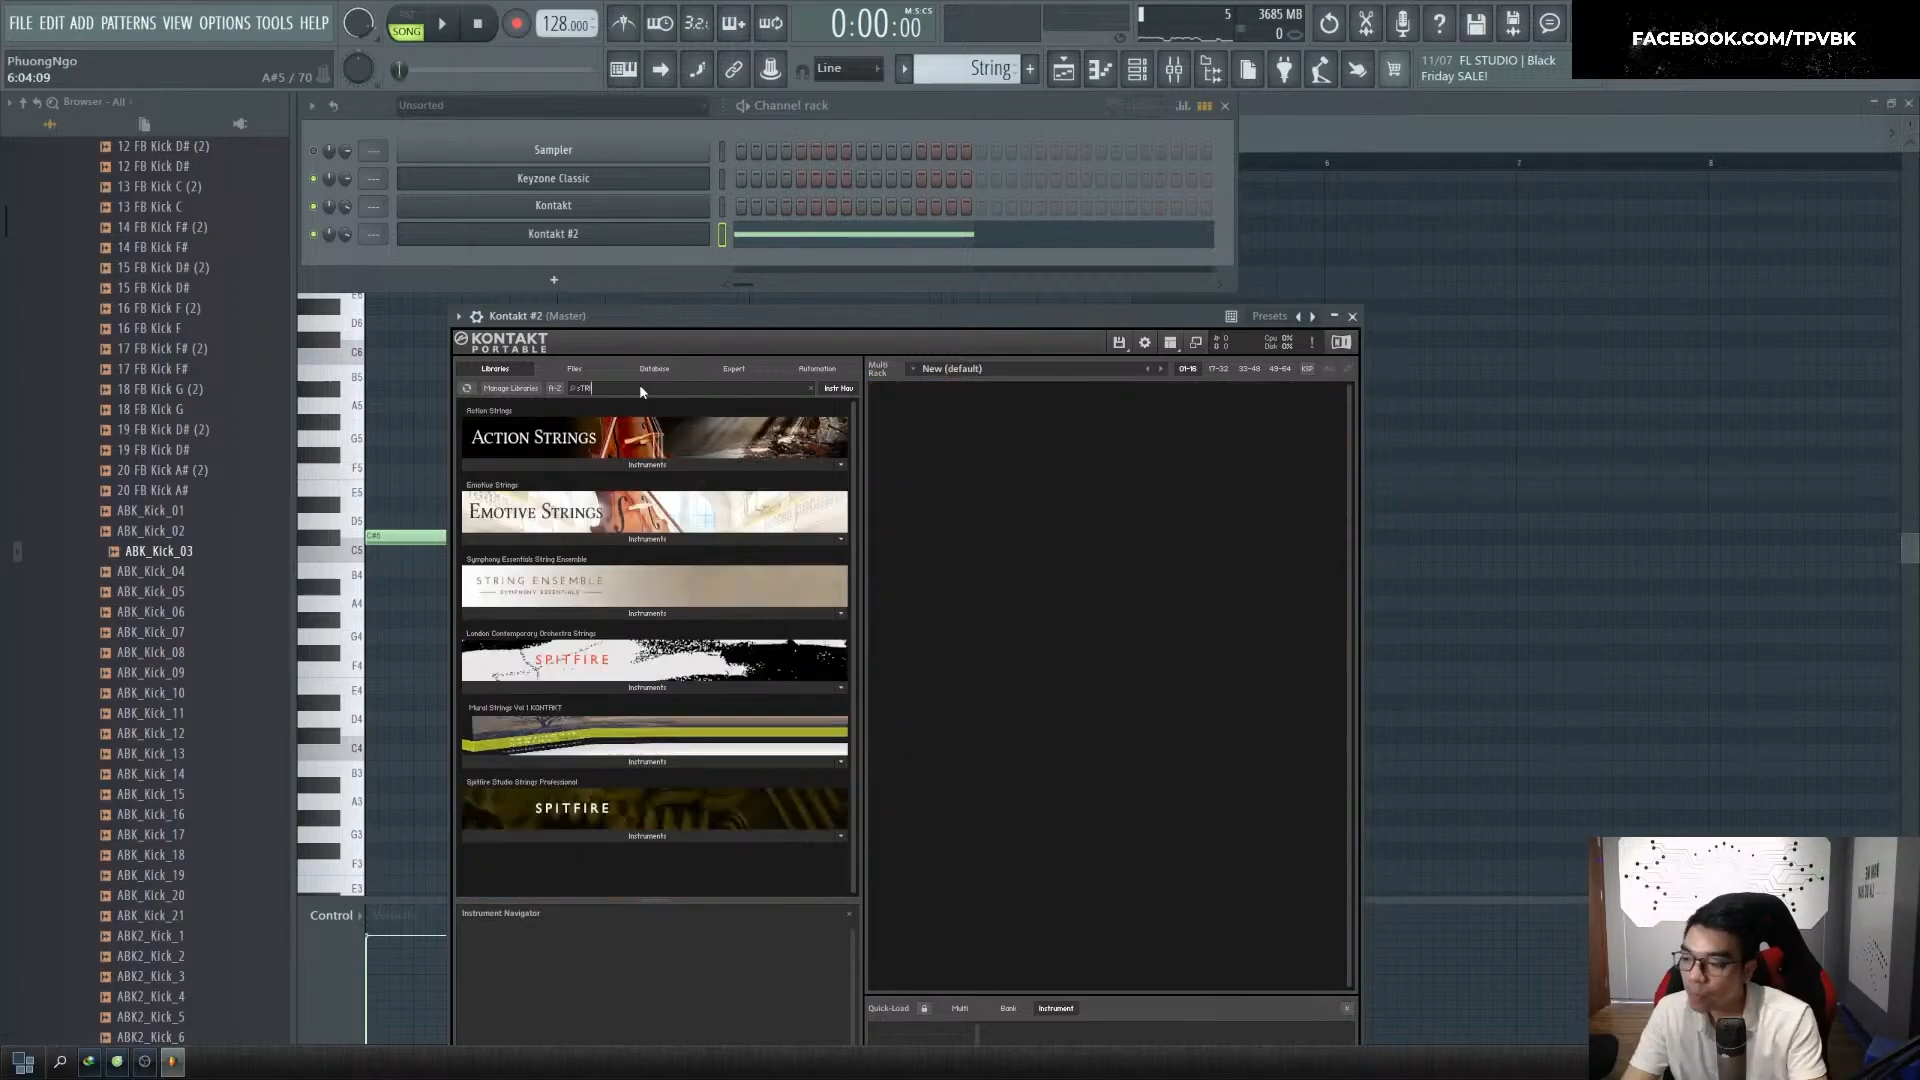 FILE EDIT ADD PATTERNS VIEW OPTIONS TOOLS HELP
PAT
SONG
128.000
3.2
0:00:00
M:S:CS
5
3685 MB
0
FACEBOOK.COM/TPVBK
PhuongNgo
6:04:09
A#5 / 70
Line
String
11/07 FL STUDIO | Black
Friday SALE!
Browser - All
Unsorted
Channel rack
Sampler
Keyzone Classic
Kontakt
Kontakt #2
+
6
7
8
12 FB Kick D# (2)
12 FB Kick D#
13 FB Kick C (2)
13 FB Kick C
14 FB Kick F# (2)
14 FB Kick F#
15 FB Kick D# (2)
15 FB Kick D#
16 FB Kick F (2)
16 FB Kick F
17 FB Kick F# (2)
17 FB Kick F#
18 FB Kick G (2)
18 FB Kick G
19 FB Kick D# (2)
19 FB Kick D#
20 FB Kick A# (2)
20 FB Kick A#
ABK_Kick_01
ABK_Kick_02
ABK_Kick_03
ABK_Kick_04
ABK_Kick_05
ABK_Kick_06
ABK_Kick_07
ABK_Kick_08
ABK_Kick_09
ABK_Kick_10
ABK_Kick_11
ABK_Kick_12
ABK_Kick_13
ABK_Kick_14
ABK_Kick_15
ABK_Kick_16
ABK_Kick_17
ABK_Kick_18
ABK_Kick_19
ABK_Kick_20
ABK_Kick_21
ABK2_Kick_1
ABK2_Kick_2
ABK2_Kick_3
ABK2_Kick_4
ABK2_Kick_5
ABK2_Kick_6
E6
D6
C6
B5
A5
G5
F5
E5
D5
C5
B4
A4
G4
F4
E4
D4
C4
B3
A3
G3
F3
E3
C#5
Control
Velocity
Kontakt #2 (Master)
Presets
KONTAKT
PORTABLE
Cpu 0%
Disk 0%
Libraries
Files
Database
Expert
Automation
Manage Libraries
A-Z
sTRI
Instr Nav
Action Strings
ACTION STRINGS
Instruments
Emotive Strings
EMOTIVE STRINGS
Instruments
Symphony Essentials String Ensemble
STRING ENSEMBLE
SYMPHONY ESSENTIALS
Instruments
London Contemporary Orchestra Strings
SPITFIRE
Instruments
Mural Strings Vol 1 KONTAKT
Instruments
Spitfire Studio Strings Professional
SPITFIRE
Instruments
Instrument Navigator
Multi
Rack
New (default)
01-16
17-32
33-48
49-64
KSP
Quick-Load
Multi
Bank
Instrument